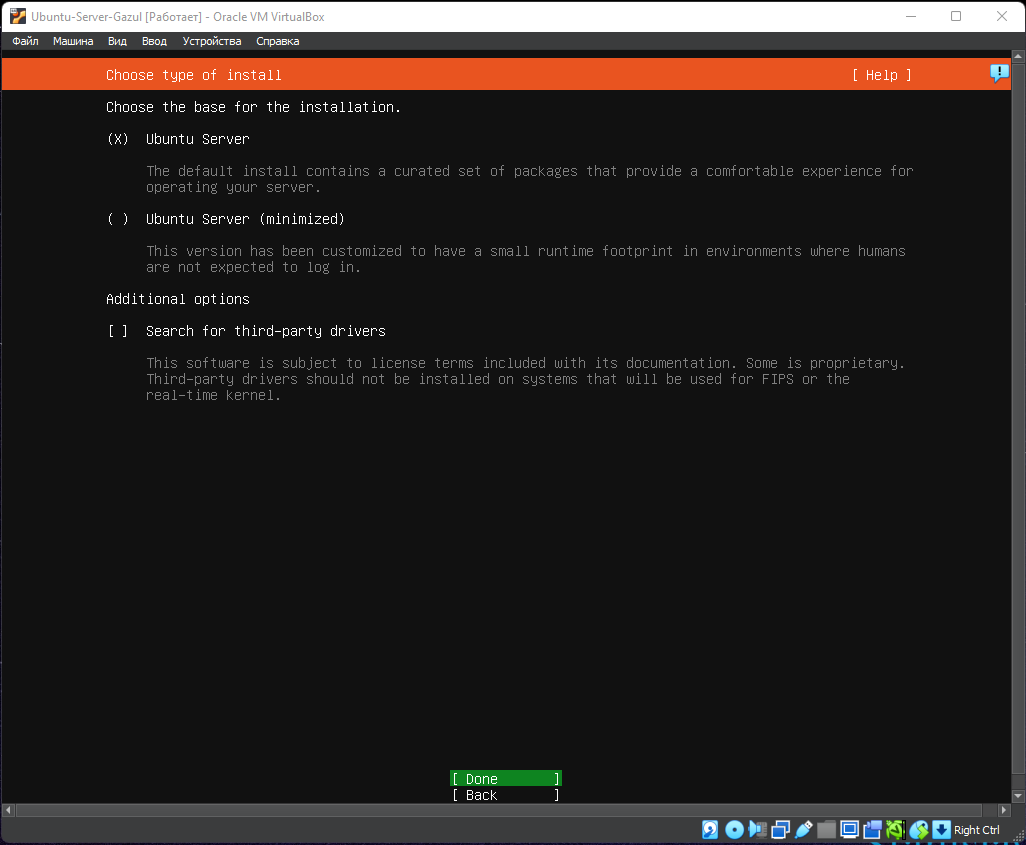 Ubuntu-Server-Gazul [Работает] - Oracle VM VirtualBox
Файл Машина Вид Ввод Устройства Справка
Choose type of install [ Help ]
Choose the base for the installation.
(X) Ubuntu Server
The default install contains a curated set of packages that provide a comfortable experience for
operating your server.
( ) Ubuntu Server (minimized)
This version has been customized to have a small runtime footprint in environments where humans
are not expected to log in.
Additional options
[ ] Search for third-party drivers
This software is subject to license terms included with its documentation. Some is proprietary.
Third-party drivers should not be installed on systems that will be used for FIPS or the
real-time kernel.
[ Done ]
[ Back ]
Right Ctrl